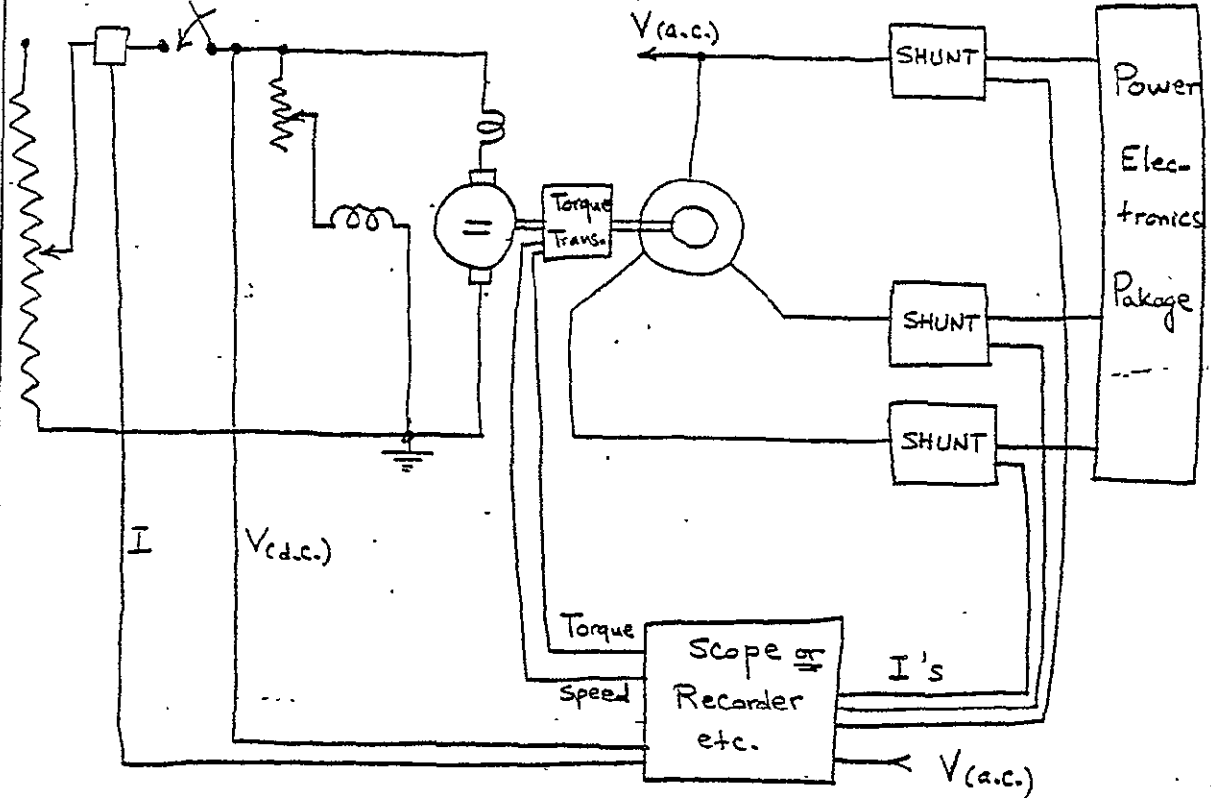 V(a.c.)
SHUNT
Power
Elec-
tronics
Pakage
Torque
Trans.
=
SHUNT
SHUNT
I
V(d.c.)
Torque
Speed
Scope or
Recorder
etc.
I's
V(a.c.)